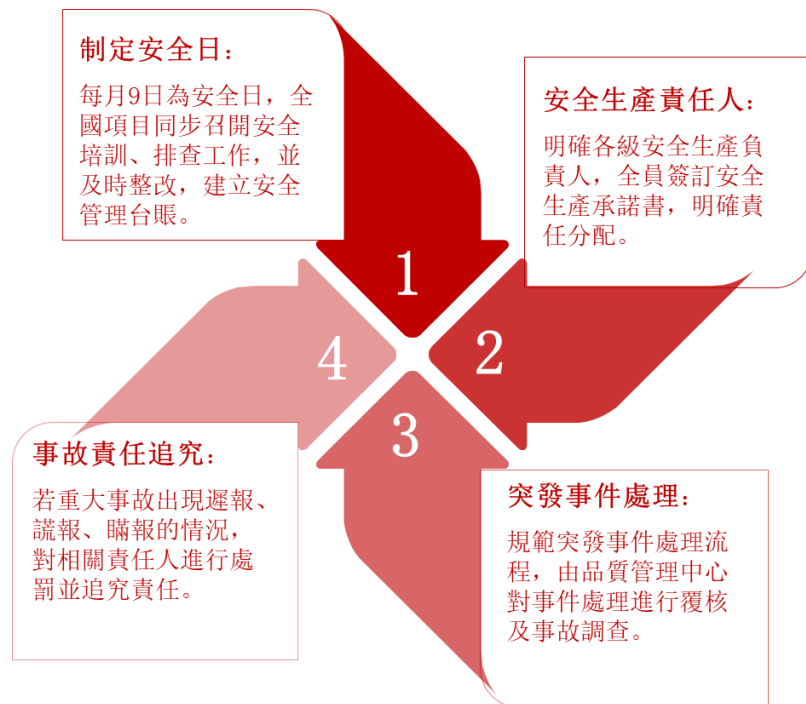 制定安全日：
每月9日為安全日，全
國項目同步召開安全
培訓、排查工作，並
及時整改，建立安全
管理台賬。
1
安全生產責任人：
明確各級安全生產負
責人，全員簽訂安全
生產承諾書，明確責
任分配。
2
突發事件處理：
規範突發事件處理流
程，由品質管理中心
對事件處理進行覆核
及事故調查。
3
事故責任追究：
若重大事故出現遲報、
謊報、瞞報的情況，
對相關責任人進行處
罰並追究責任。
4